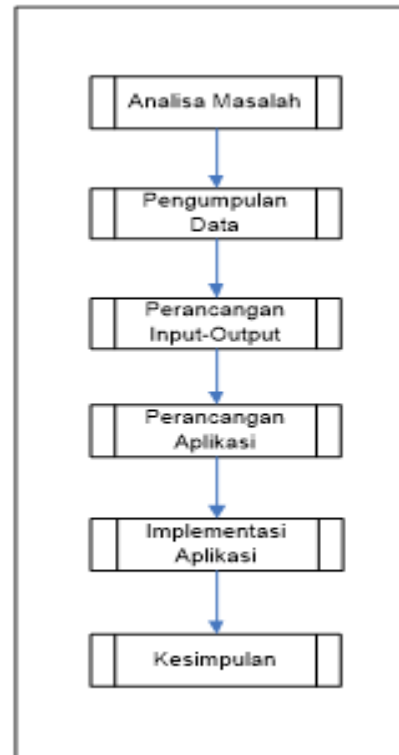 Analisa Masalah
Pengumpulan
Data
Perancangan
Input-Output
Perancangan
Aplikasi
Implementasi
Aplikasi
Kesimpulan